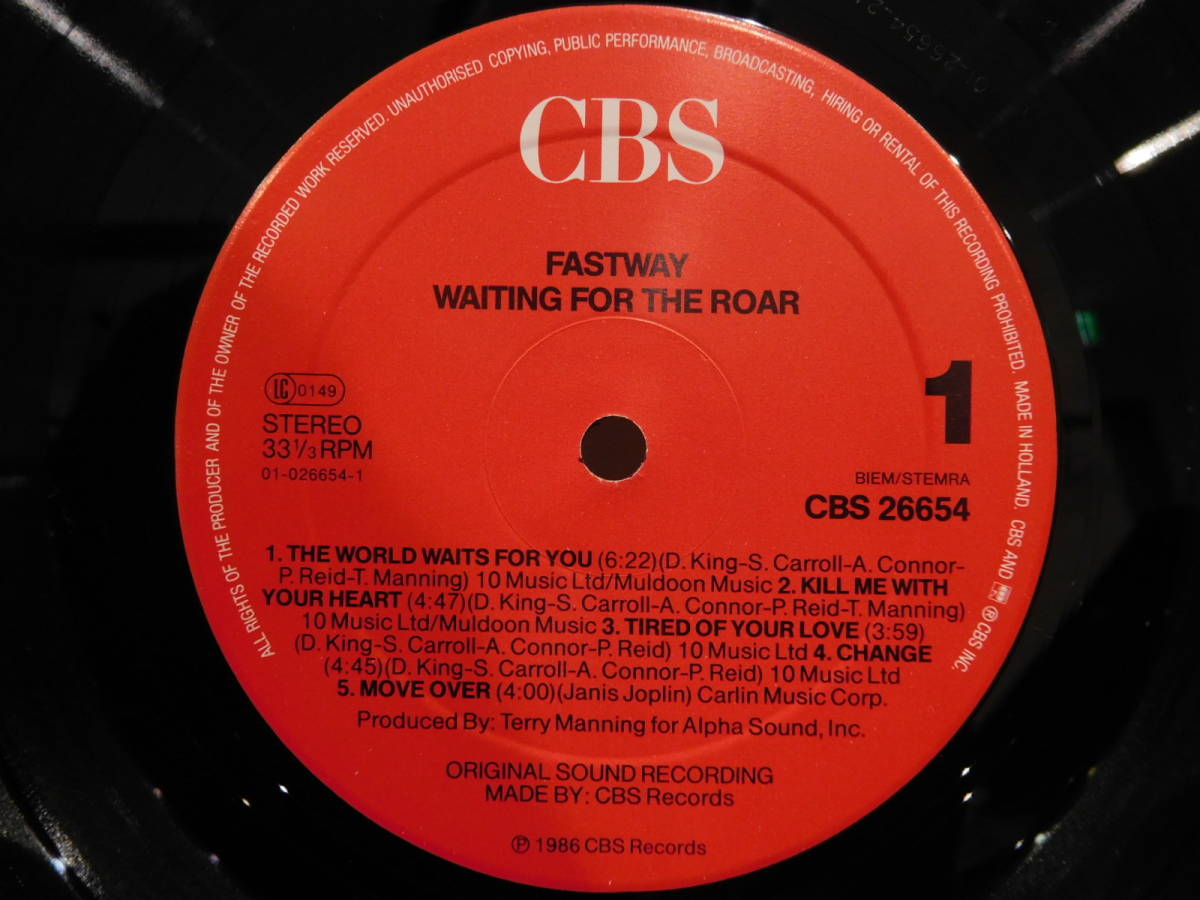 ALL RIGHTS OF THE PRODUCER AND OF THE OWNER OF THE RECORDED WORK RESERVED. UNAUTHORISED COPYING, PUBLIC PERFORMANCE, BROADCASTING, HIRING OR RENTAL OF THIS RECORDING PROHIBITED. MADE IN HOLLAND. CBS AND ℗ CBS INC.
CBS
FASTWAY
WAITING FOR THE ROAR
LC 0149
STEREO
33⅓ RPM
01-026654-1
1
BIEM/STEMRA
CBS 26654
1. THE WORLD WAITS FOR YOU (6:22)(D. King-S. Carroll-A. Connor-
P. Reid-T. Manning) 10 Music Ltd/Muldoon Music 2. KILL ME WITH
YOUR HEART (4:47)(D. King-S. Carroll-A. Connor-P. Reid-T. Manning)
10 Music Ltd/Muldoon Music 3. TIRED OF YOUR LOVE (3:59)
(D. King-S. Carroll-A. Connor-P. Reid) 10 Music Ltd 4. CHANGE
(4:45)(D. King-S. Carroll-A. Connor-P. Reid) 10 Music Ltd
5. MOVE OVER (4:00)(Janis Joplin) Carlin Music Corp.
Produced By: Terry Manning for Alpha Sound, Inc.
ORIGINAL SOUND RECORDING
MADE BY: CBS Records
℗ 1986 CBS Records